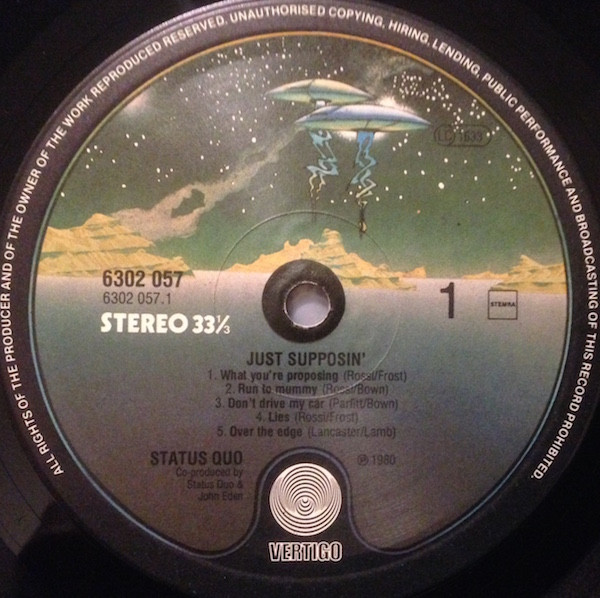 ALL RIGHTS OF THE PRODUCER AND OF THE OWNER OF THE WORK REPRODUCED RESERVED. UNAUTHORISED COPYING, HIRING, LENDING, PUBLIC PERFORMANCE AND BROADCASTING OF THIS RECORD PROHIBITED.
LC 1633
6302 057
6302 057.1
STEREO 33⅓
1
STEMRA
JUST SUPPOSIN'
1. What you're proposing (Rossi/Frost)
2. Run to mummy (Rossi/Bown)
3. Don't drive my car (Parfitt/Bown)
4. Lies (Rossi/Frost)
5. Over the edge (Lancaster/Lamb)
STATUS QUO
Co-produced by
Status Quo &
John Eden
℗ 1980
VERTIGO